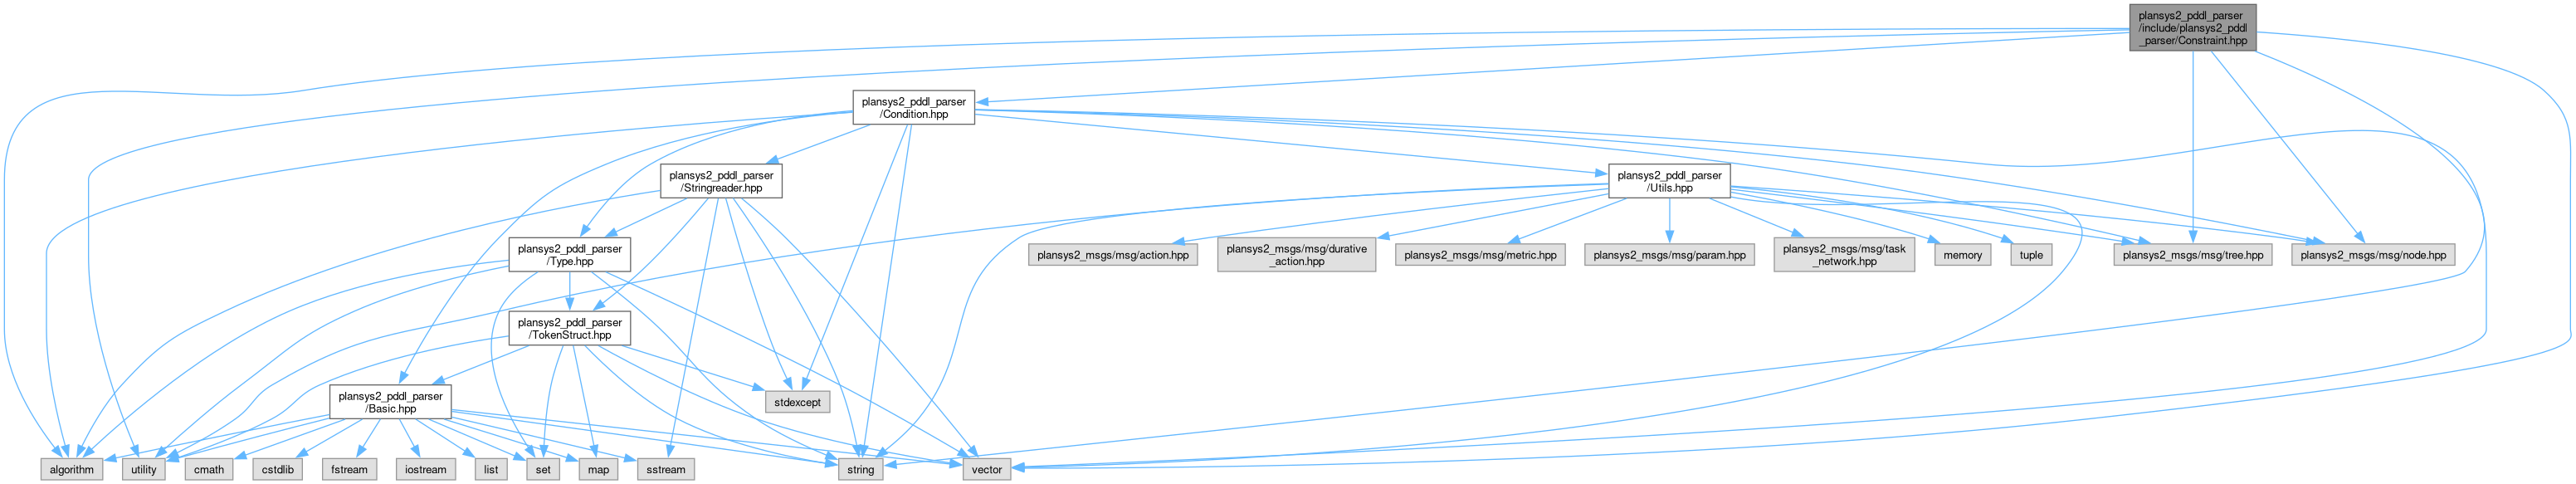 plansys2_pddl_parser
/include/plansys2_pddl
_parser/Constraint.hpp
plansys2_pddl_parser
/Condition.hpp
plansys2_pddl_parser
/Stringreader.hpp
plansys2_pddl_parser
/Utils.hpp
plansys2_pddl_parser
/Type.hpp
plansys2_msgs/msg/action.hpp
plansys2_msgs/msg/durative
_action.hpp
plansys2_msgs/msg/metric.hpp
plansys2_msgs/msg/param.hpp
plansys2_msgs/msg/task
_network.hpp
memory
tuple
plansys2_msgs/msg/tree.hpp
plansys2_msgs/msg/node.hpp
plansys2_pddl_parser
/TokenStruct.hpp
plansys2_pddl_parser
/Basic.hpp
stdexcept
algorithm
utility
cmath
cstdlib
fstream
iostream
list
set
map
sstream
string
vector